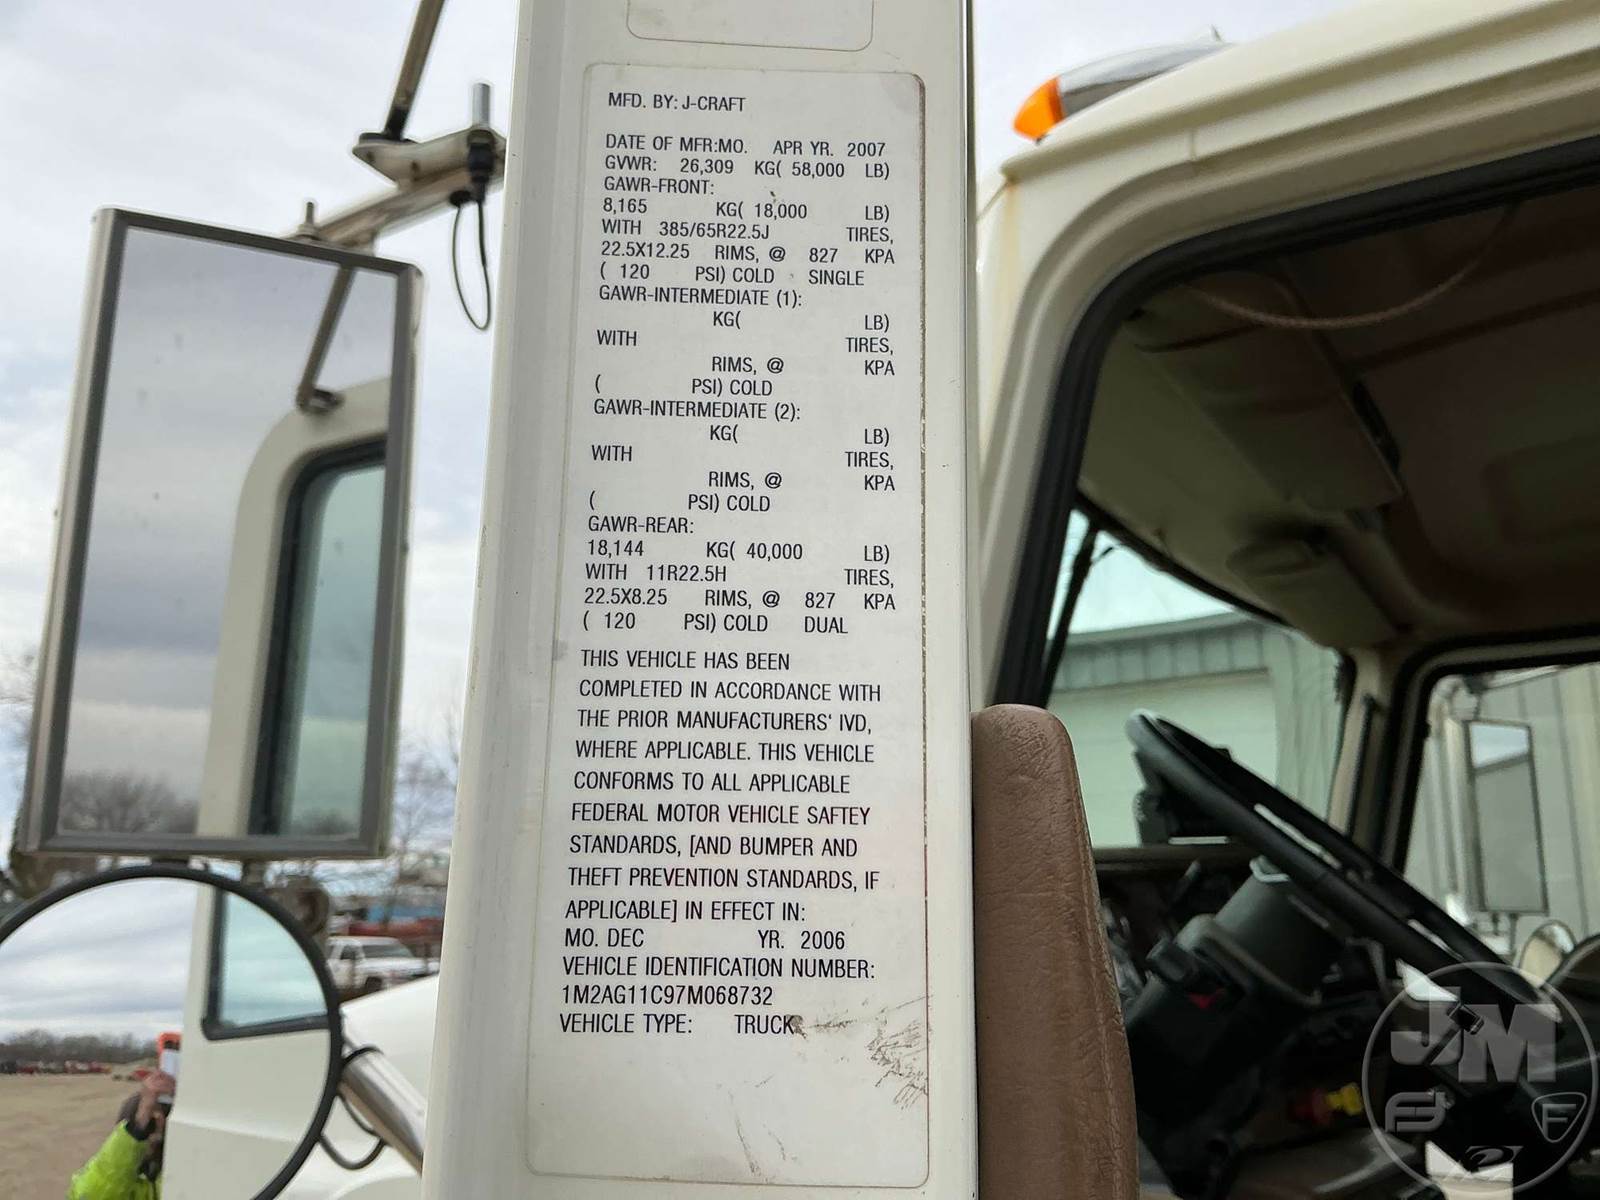 MFD. BY: J-CRAFT
DATE OF MFR:MO. APR YR. 2007
GVWR: 26,309 KG( 58,000 LB)
GAWR-FRONT:
8,165 KG( 18,000 LB)
WITH 385/65R22.5J TIRES,
22.5X12.25 RIMS, @ 827 KPA
( 120 PSI) COLD SINGLE
GAWR-INTERMEDIATE (1):
KG( LB)
WITH TIRES,
RIMS, @ KPA
( PSI) COLD
GAWR-INTERMEDIATE (2):
KG( LB)
WITH TIRES,
RIMS, @ KPA
( PSI) COLD
GAWR-REAR:
18,144 KG( 40,000 LB)
WITH 11R22.5H TIRES,
22.5X8.25 RIMS, @ 827 KPA
( 120 PSI) COLD DUAL
THIS VEHICLE HAS BEEN
COMPLETED IN ACCORDANCE WITH
THE PRIOR MANUFACTURERS' IVD,
WHERE APPLICABLE. THIS VEHICLE
CONFORMS TO ALL APPLICABLE
FEDERAL MOTOR VEHICLE SAFTEY
STANDARDS, [AND BUMPER AND
THEFT PREVENTION STANDARDS, IF
APPLICABLE] IN EFFECT IN:
MO. DEC YR. 2006
VEHICLE IDENTIFICATION NUMBER:
1M2AG11C97M068732
VEHICLE TYPE: TRUCK
JM
F